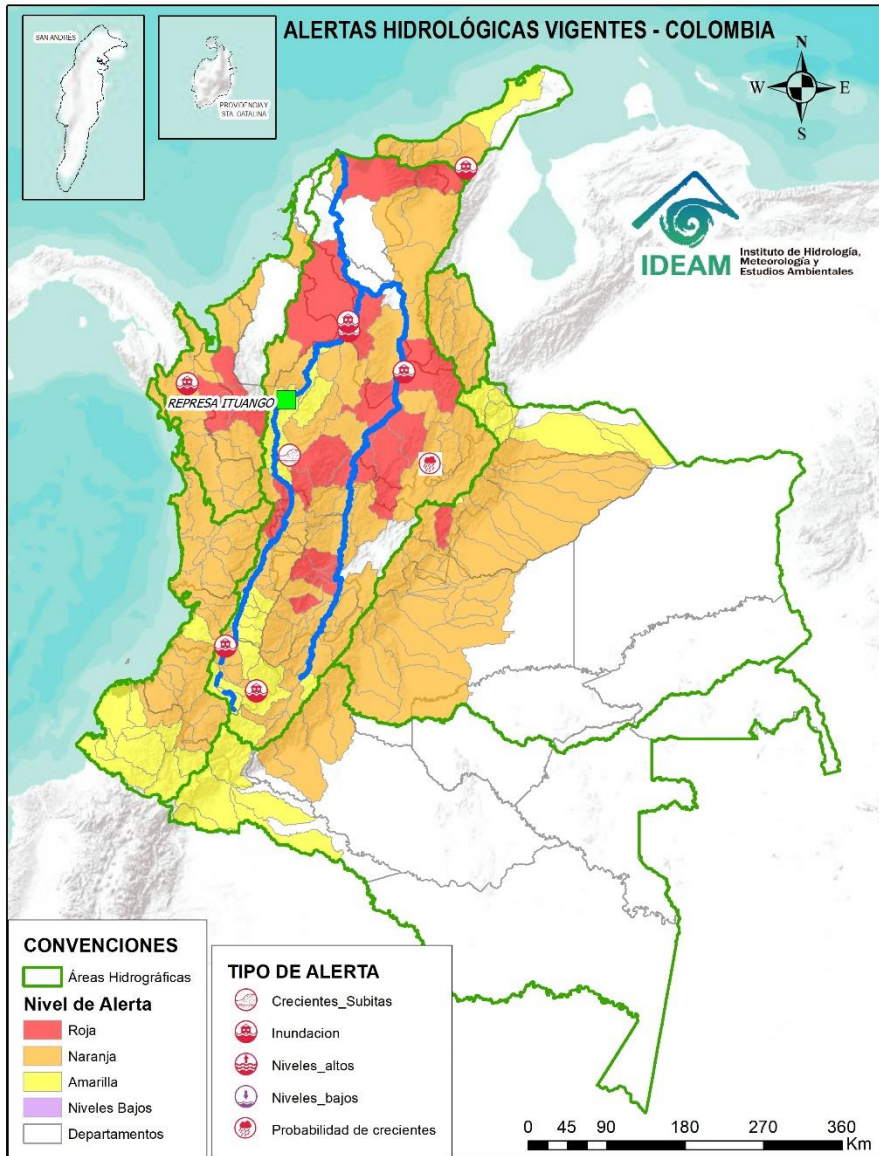 ALERTAS HIDROLÓGICAS VIGENTES - COLOMBIA
SAN ANDRÉS
PROVIDENCIA Y
STA. CATALINA
N
W
E
S
IDEAM
Instituto de Hidrología,
Meteorología y
Estudios Ambientales
REPRESA ITUANGO
CONVENCIONES
Áreas Hidrográficas
Nivel de Alerta
Roja
Naranja
Amarilla
Niveles Bajos
Departamentos
TIPO DE ALERTA
Crecientes_Subitas
Inundacion
Niveles_altos
Niveles_bajos
Probabilidad de crecientes
0 45 90 180 270 360
Km